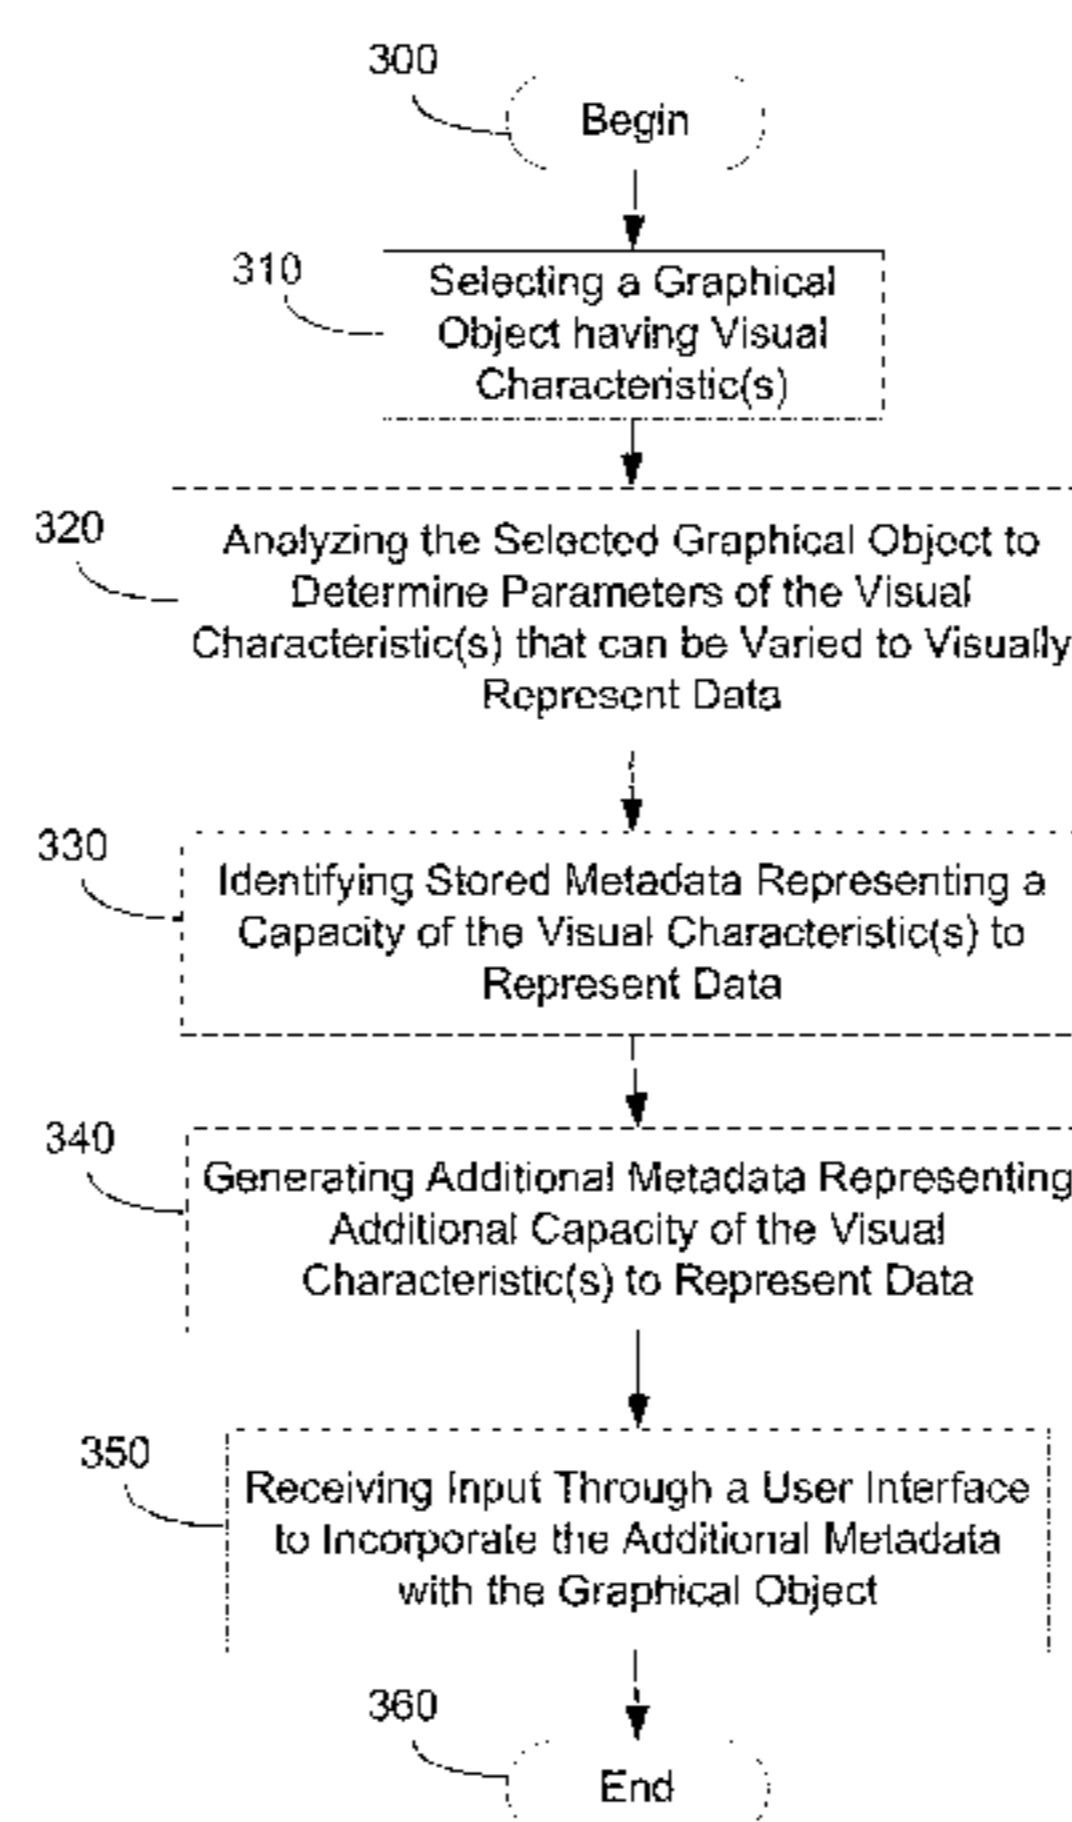 300
Begin
310
Selecting a Graphical
Object having Visual
Characteristic(s)
320
Analyzing the Selected Graphical Object to
Determine Parameters of the Visual
Characteristic(s) that can be Varied to Visually
Represent Data
330
Identifying Stored Metadata Representing a
Capacity of the Visual Characteristic(s) to
Represent Data
340
Generating Additional Metadata Representing
Additional Capacity of the Visual
Characteristic(s) to Represent Data
350
Receiving Input Through a User Interface
to Incorporate the Additional Metadata
with the Graphical Object
360
End